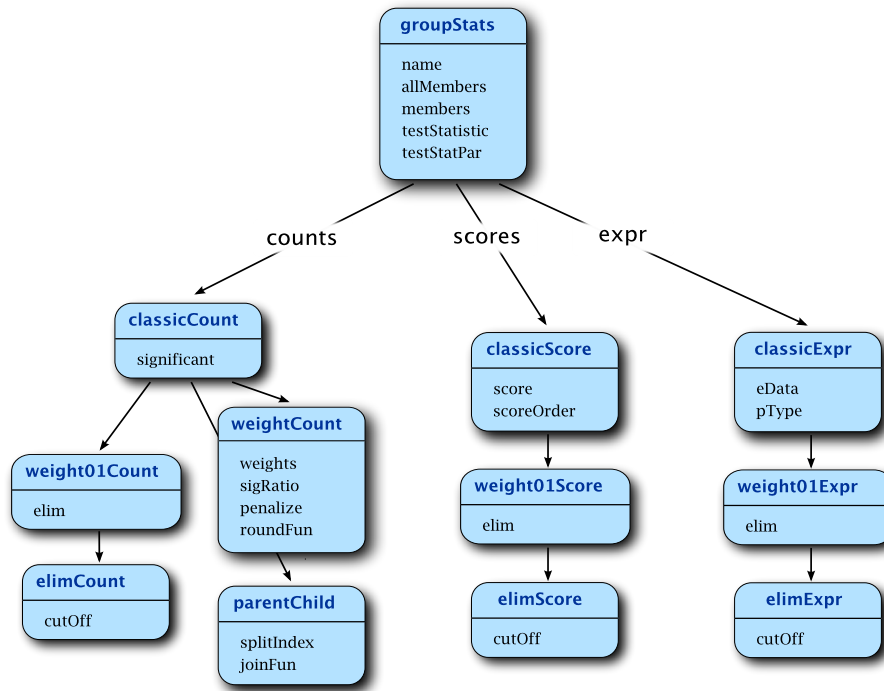 groupStats
name
allMembers
members
testStatistic
testStatPar
counts
scores
expr
classicCount
significant
classicScore
score
scoreOrder
classicExpr
eData
pType
weightCount
weights
sigRatio
penalize
roundFun
weight01Count
elim
weight01Score
elim
weight01Expr
elim
elimCount
cutOff
parentChild
splitIndex
joinFun
elimScore
cutOff
elimExpr
cutOff